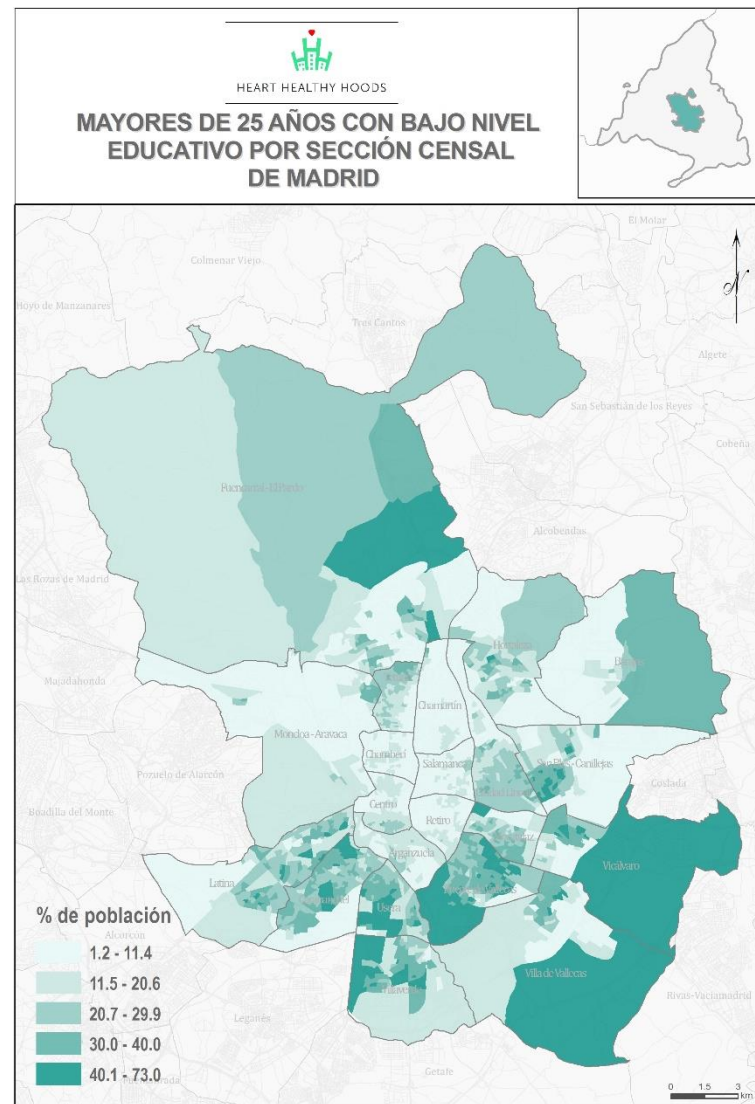 HEART HEALTHY HOODS
MAYORES DE 25 AÑOS CON BAJO NIVEL
EDUCATIVO POR SECCIÓN CENSAL
DE MADRID
El Molar
Colmenar Viejo
N
Hoyo de Manzanares
Tres Cantos
Algete
San Sebastián de los Reyes
Cobeña
Fuencarral - El Pardo
Alcobendas
Las Rozas de Madrid
Majadahonda
Chamartín
Moncloa - Aravaca
Chamberí
Salamanca
San Blas - Canillejas
Pozuelo de Alarcón
Coslada
Centro
Boadilla del Monte
Retiro
Arganzuela
Vicálvaro
Latina
Usera
% de población
Alcorcón
1.2 - 11.4
11.5 - 20.6
Villa de Vallecas
20.7 - 29.9
Rivas-Vaciamadrid
30.0 - 40.0
Leganés
40.1 - 73.0
Getafe
0 1.5 3
km